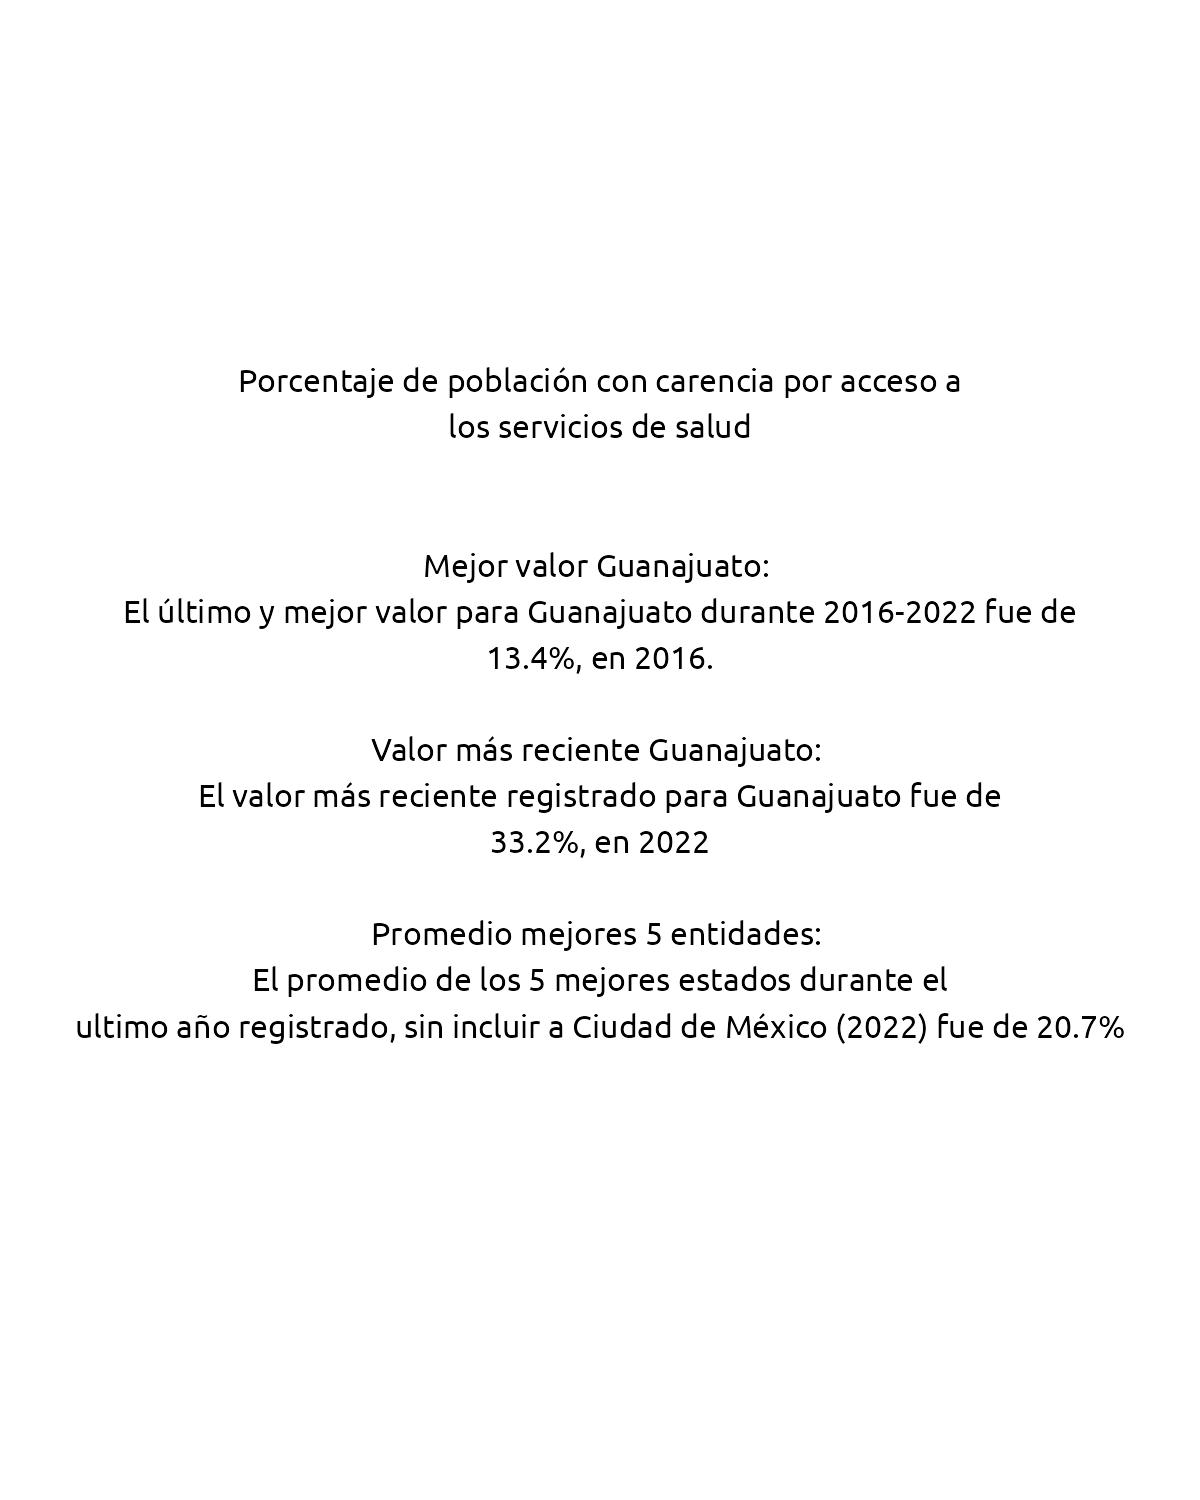 Porcentaje de población con carencia por acceso a
los servicios de salud
Mejor valor Guanajuato:
El último y mejor valor para Guanajuato durante 2016-2022 fue de
13.4%, en 2016.
Valor más reciente Guanajuato:
El valor más reciente registrado para Guanajuato fue de
33.2%, en 2022
Promedio mejores 5 entidades:
El promedio de los 5 mejores estados durante el
ultimo año registrado, sin incluir a Ciudad de México (2022) fue de 20.7%